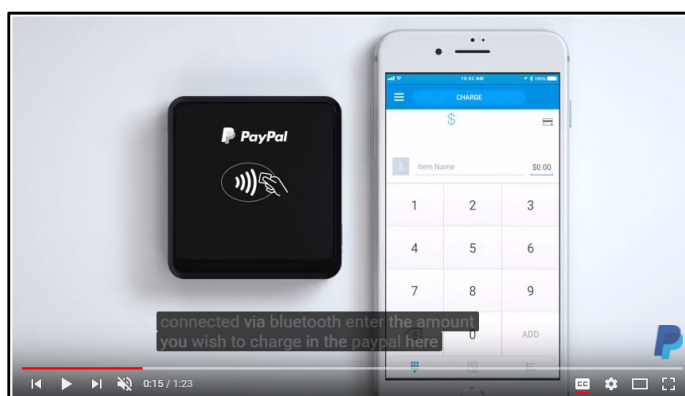 PayPal
10:42 AM
100%
CHARGE
$
$ Item Name $0.00
1 2 3
4 5 6
7 8 9
0 ADD
connected via bluetooth enter the amount
you wish to charge in the paypal here
0:15 / 1:23
CC